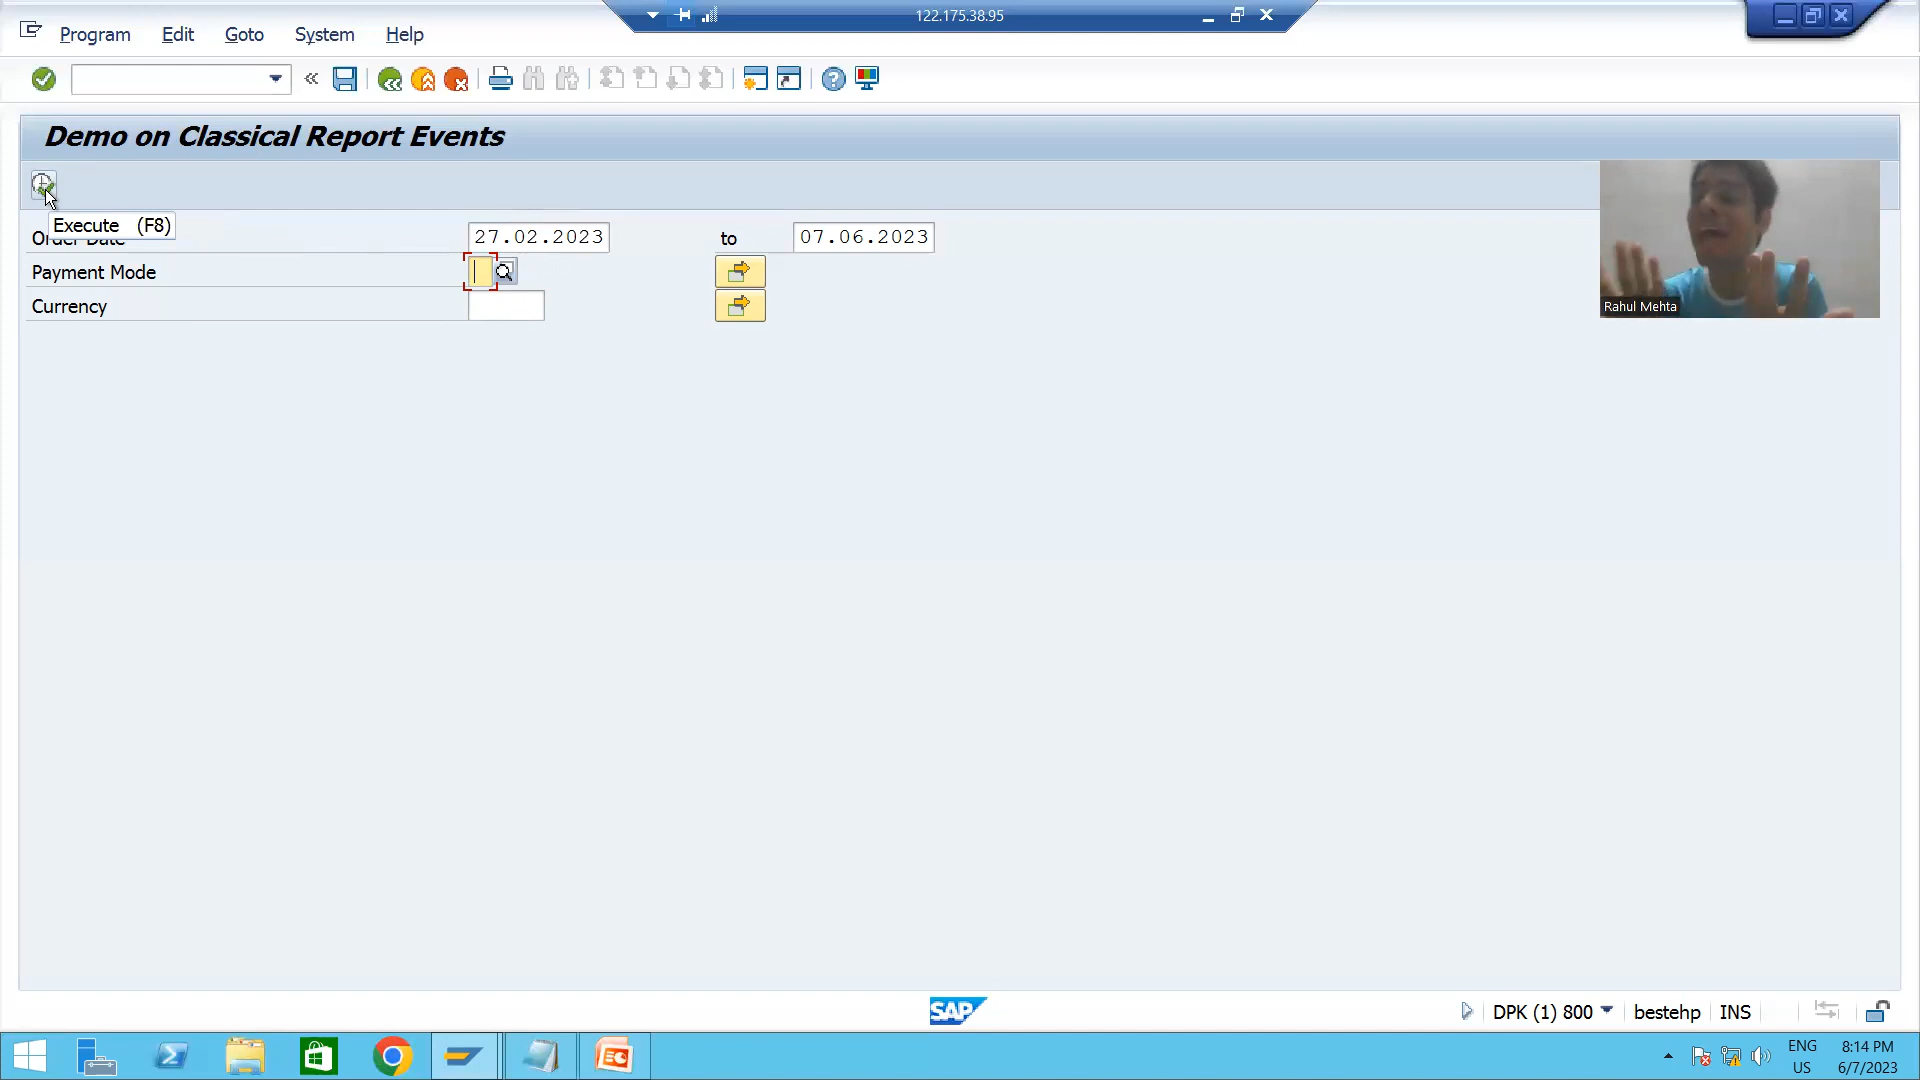 122.175.38.95
Program Edit Goto System Help
Demo on Classical Report Events
Execute (F8)
Order Date 27.02.2023 to 07.06.2023
Payment Mode
Currency
Rahul Mehta
SAP
DPK (1) 800 bestehp INS
ENG 8:14 PM
US 6/7/2023